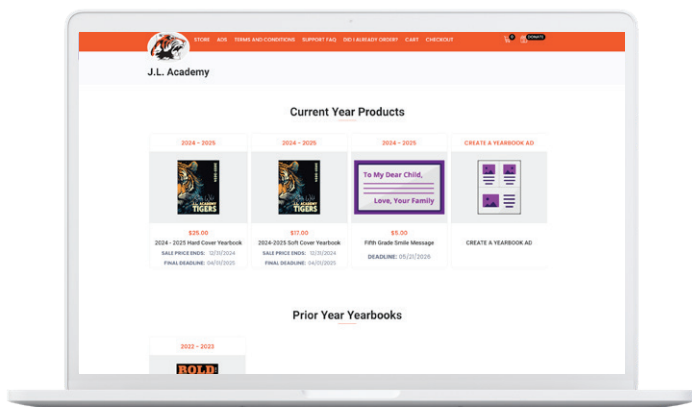 STORE ADS TERMS AND CONDITIONS SUPPORT FAQ DID I ALREADY ORDER? CART CHECKOUT 0 DONATE
J.L. Academy
Current Year Products
2024 - 2025 2024 - 2025 2024 - 2025 CREATE A YEARBOOK AD
J.L. ACADEMY TIGERS
J.L. ACADEMY TIGERS
To My Dear Child,
Love, Your Family
$25.00 $17.00 $5.00
2024 - 2025 Hard Cover Yearbook 2024-2025 Soft Cover Yearbook Fifth Grade Smile Message CREATE A YEARBOOK AD
SALE PRICE ENDS: 12/31/2024 SALE PRICE ENDS: 12/31/2024 DEADLINE: 05/21/2026
FINAL DEADLINE: 04/01/2025 FINAL DEADLINE: 04/01/2025
Prior Year Yearbooks
2022 - 2023
BOLD